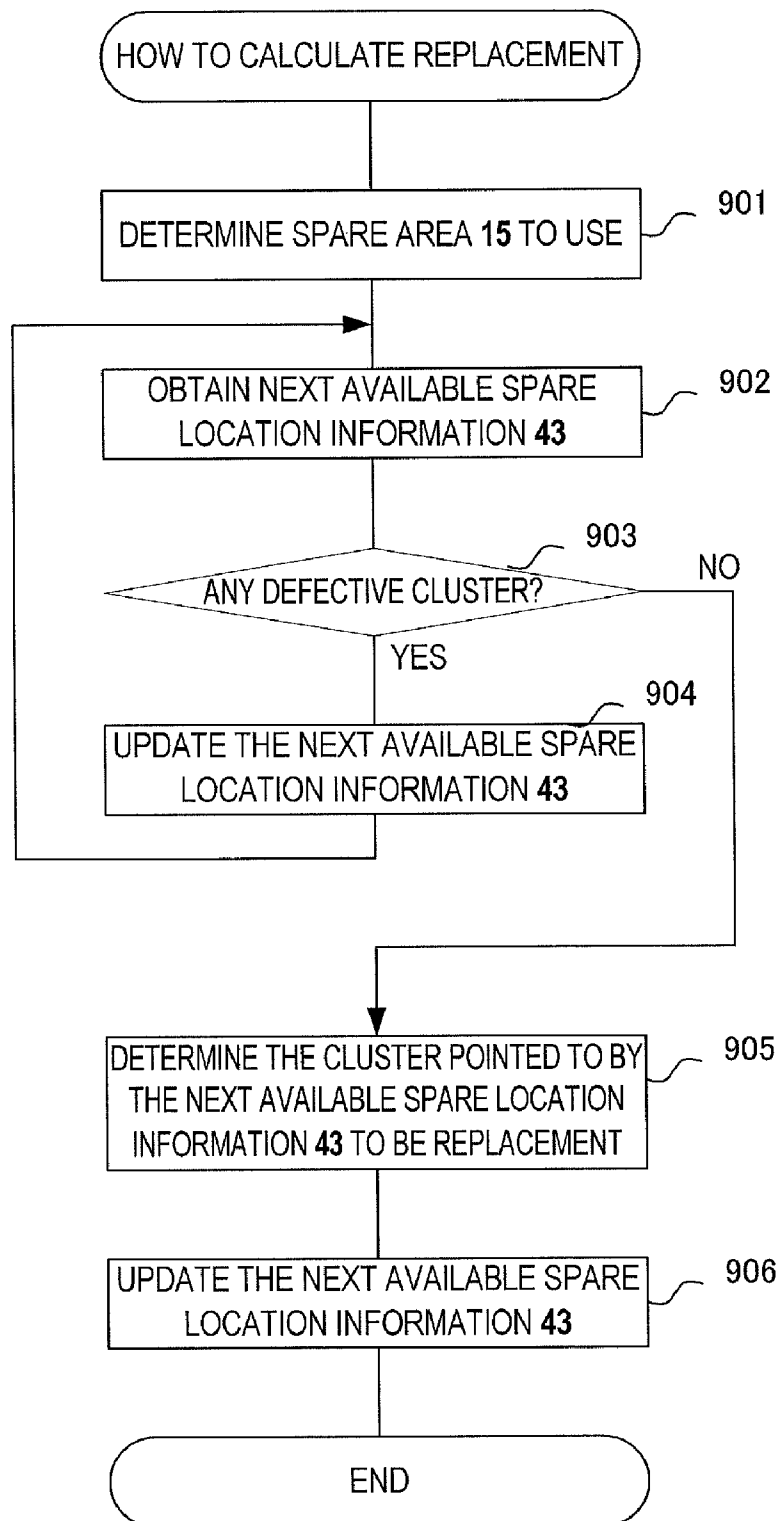 HOW TO CALCULATE REPLACEMENT
901
DETERMINE SPARE AREA 15 TO USE
902
OBTAIN NEXT AVAILABLE SPARE
LOCATION INFORMATION 43
903
NO
ANY DEFECTIVE CLUSTER?
YES
904
UPDATE THE NEXT AVAILABLE SPARE
LOCATION INFORMATION 43
905
DETERMINE THE CLUSTER POINTED TO BY
THE NEXT AVAILABLE SPARE LOCATION
INFORMATION 43 TO BE REPLACEMENT
906
UPDATE THE NEXT AVAILABLE SPARE
LOCATION INFORMATION 43
END